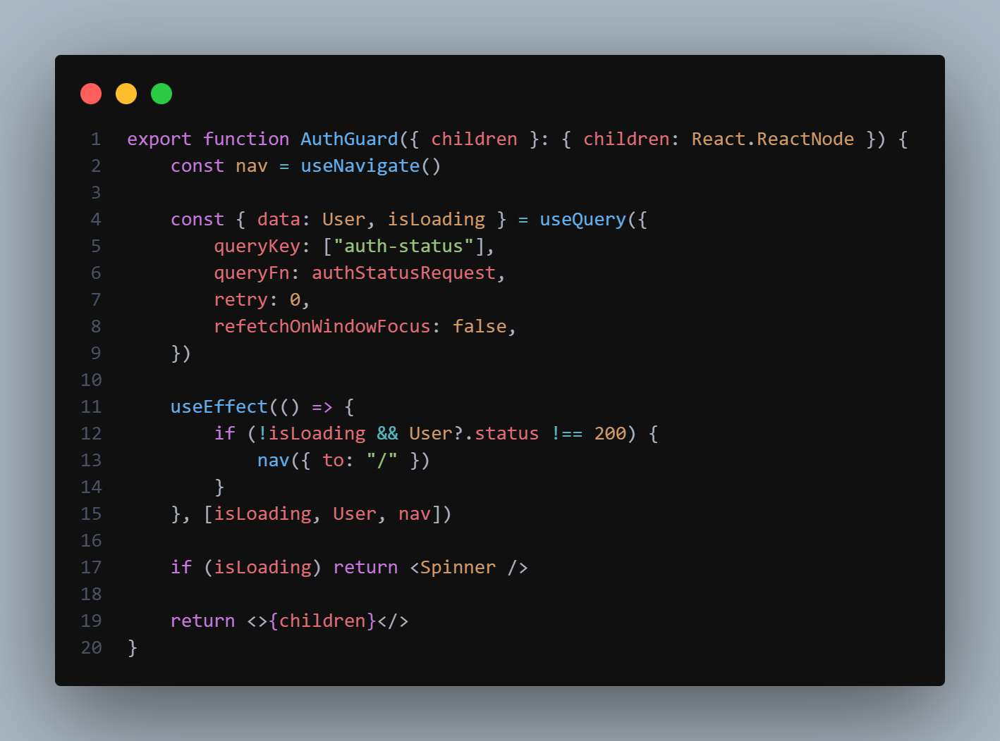 1 export function AuthGuard({ children }: { children: React.ReactNode }) {
2     const nav = useNavigate()
3
4     const { data: User, isLoading } = useQuery({
5         queryKey: ["auth-status"],
6         queryFn: authStatusRequest,
7         retry: 0,
8         refetchOnWindowFocus: false,
9     })
10
11     useEffect(() => {
12         if (!isLoading && User?.status !== 200) {
13             nav({ to: "/" })
14         }
15     }, [isLoading, User, nav])
16
17     if (isLoading) return <Spinner />
18
19     return <>{children}</>
20 }